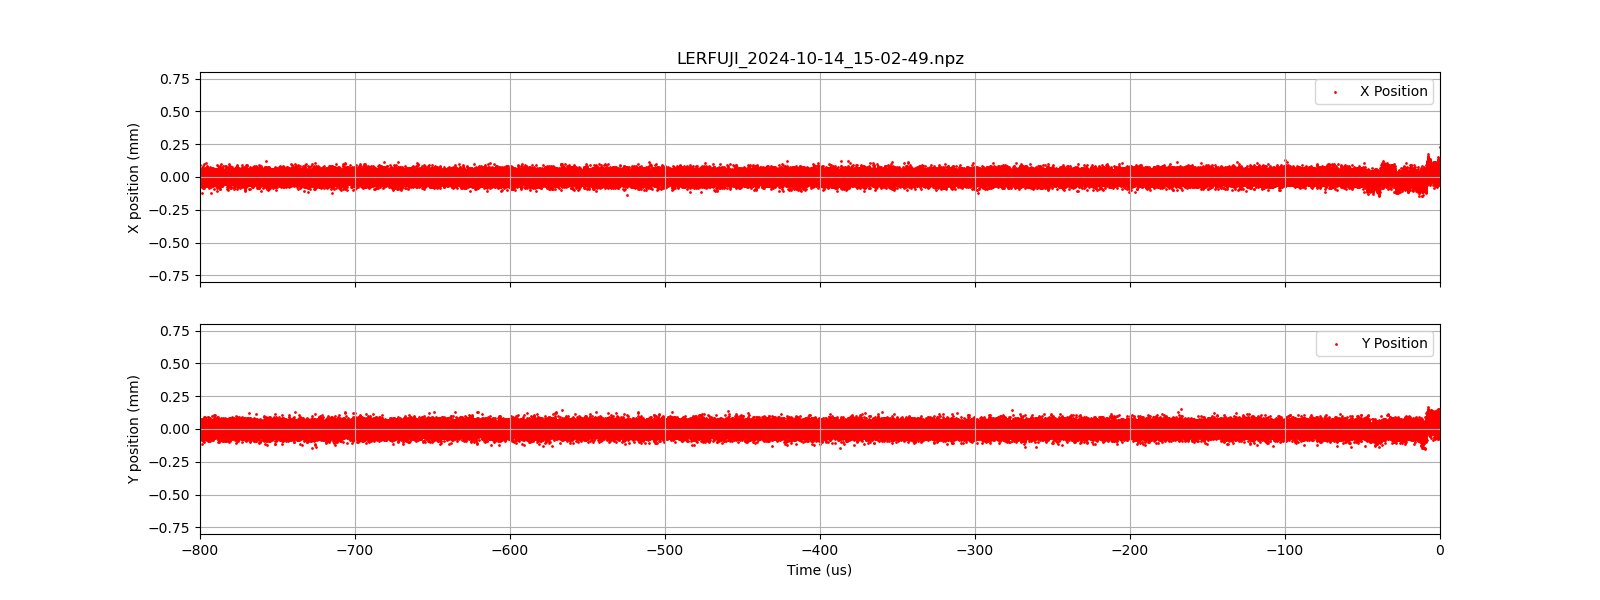 LERFUJI_2024-10-14_15-02-49.npz
X position (mm)
0.75
0.50
0.25
0.00
−0.25
−0.50
−0.75
X Position
Y position (mm)
0.75
0.50
0.25
0.00
−0.25
−0.50
−0.75
Y Position
−800 −700 −600 −500 −400 −300 −200 −100 0
Time (us)